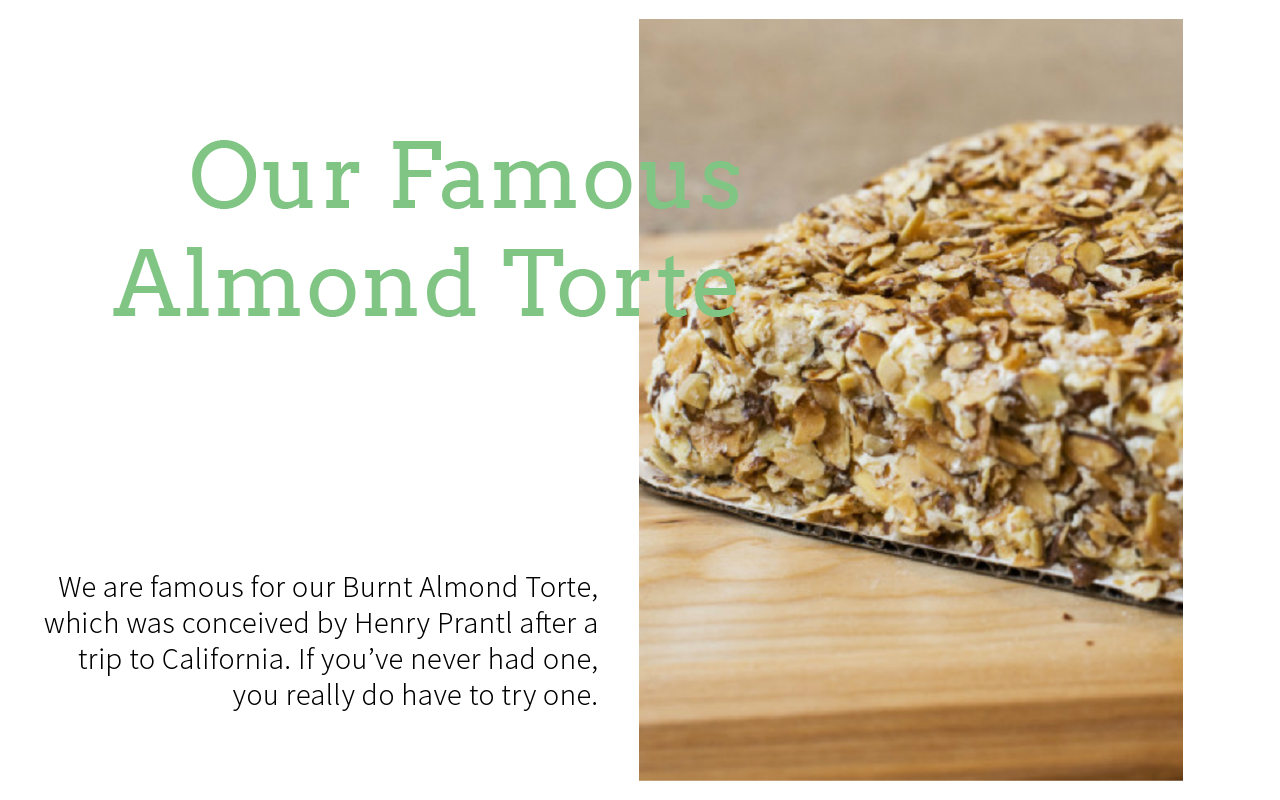 Our Famous
Almond Torte
We are famous for our Burnt Almond Torte,
which was conceived by Henry Prantl after a
trip to California. If you’ve never had one,
you really do have to try one.